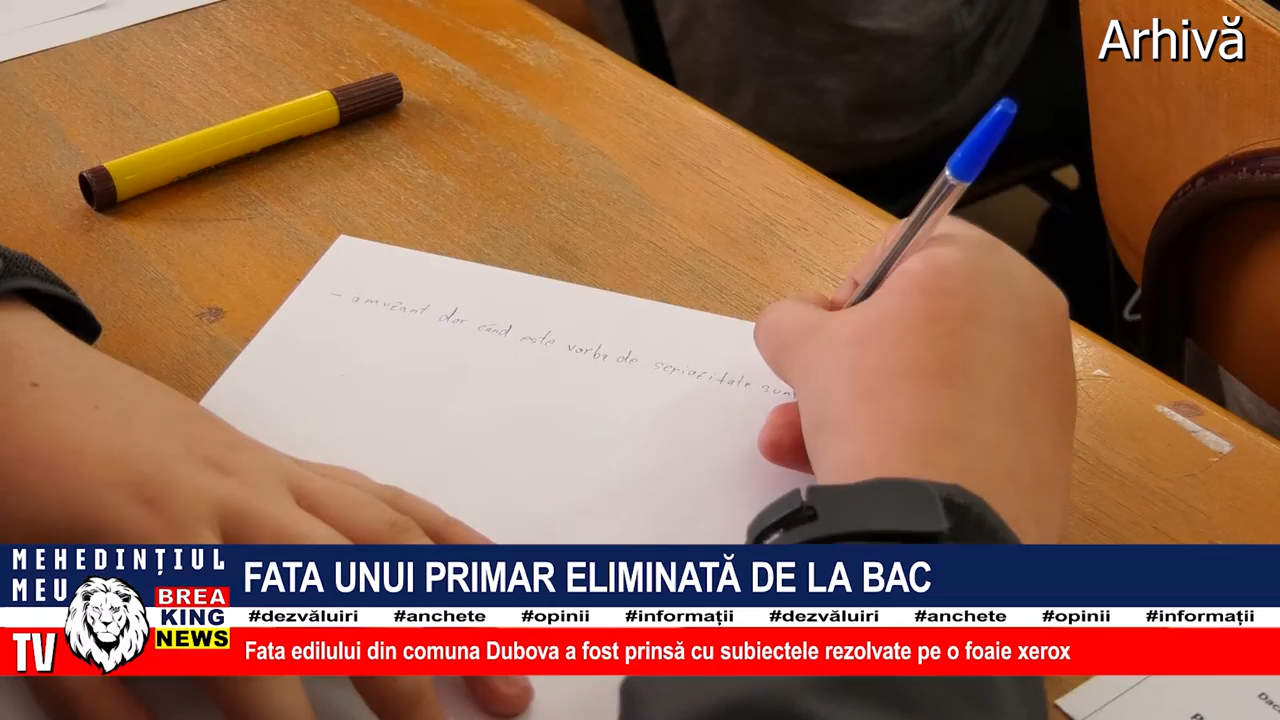 Arhivă
- amuzant dar când este vorba de seriozitate sun
MEHEDINȚIUL
MEU
TV
BREA
KING
NEWS
FATA UNUI PRIMAR ELIMINATĂ DE LA BAC
#dezvăluiri #anchete #opinii #informații #dezvăluiri #anchete #opinii #informații
Fata edilului din comuna Dubova a fost prinsă cu subiectele rezolvate pe o foaie xerox